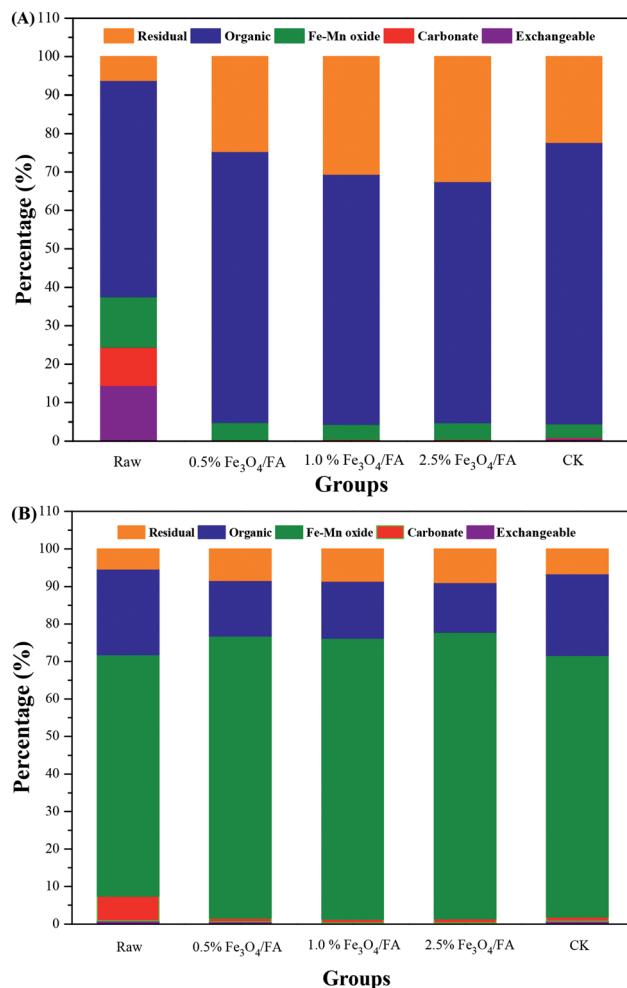 (A)
110
100
90
80
70
60
50
40
30
20
10
0
Percentage (%)
Residual Organic Fe-Mn oxide Carbonate Exchangeable
Raw 0.5% Fe₃O₄/FA 1.0 % Fe₃O₄/FA 2.5% Fe₃O₄/FA CK
Groups
(B)
110
100
90
80
70
60
50
40
30
20
10
0
Percentage (%)
Residual Organic Fe-Mn oxide Carbonate Exchangeable
Raw 0.5% Fe₃O₄/FA 1.0 % Fe₃O₄/FA 2.5% Fe₃O₄/FA CK
Groups